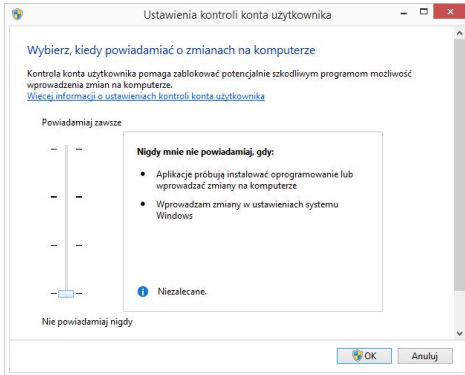 Ustawienia kontroli konta użytkownika
Wybierz, kiedy powiadamiać o zmianach na komputerze
Kontrola konta użytkownika pomaga zablokować potencjalnie szkodliwym programom możliwość
wprowadzenia zmian na komputerze.
Więcej informacji o ustawieniach kontroli konta użytkownika
Powiadamiaj zawsze
Nigdy mnie nie powiadamiaj, gdy:
• Aplikacje próbują instalować oprogramowanie lub
wprowadzać zmiany na komputerze
• Wprowadzam zmiany w ustawieniach systemu
Windows
Niezalecane.
Nie powiadamiaj nigdy
OK
Anuluj